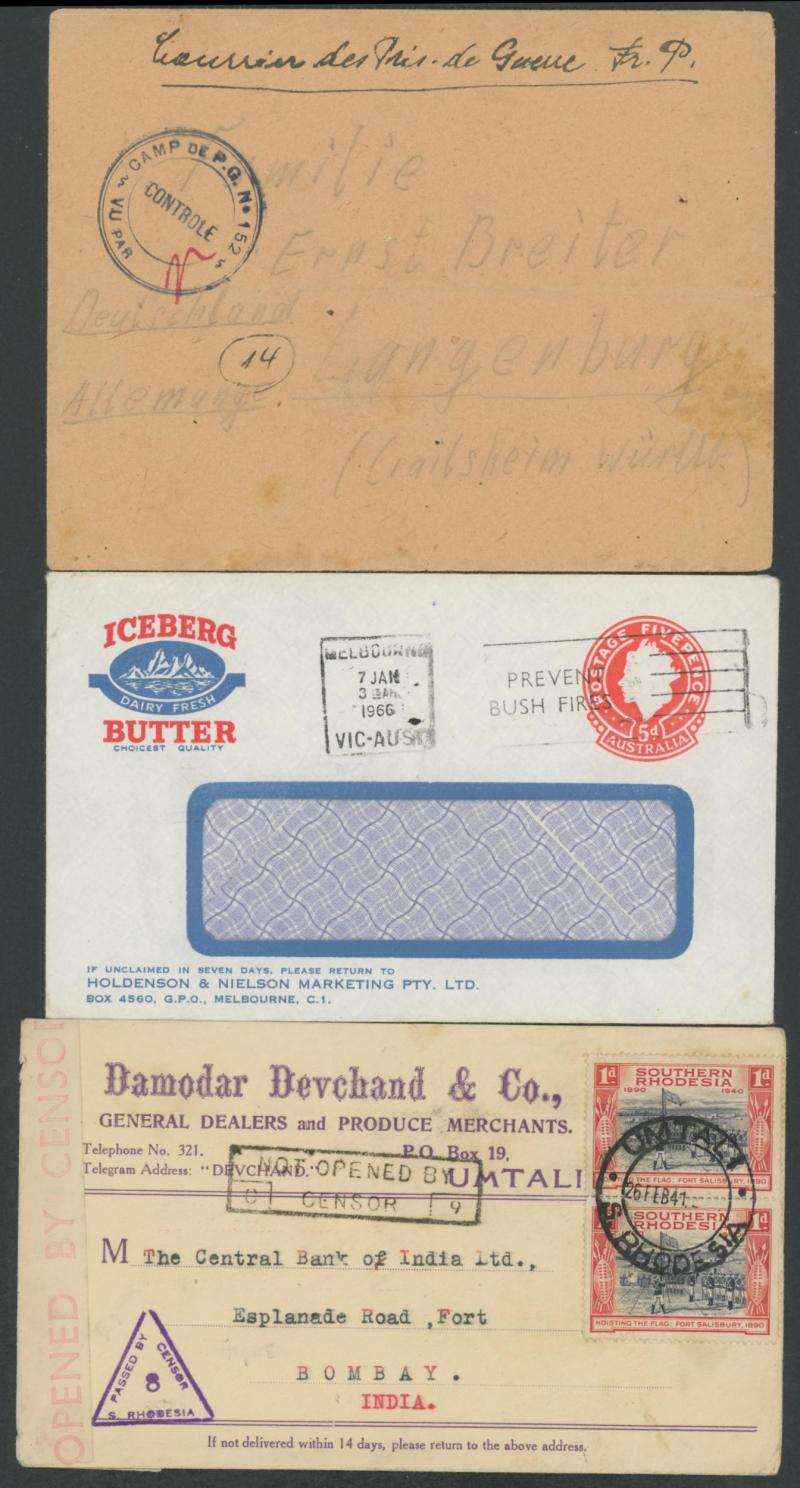 Courrier des Pris. de Guerre Fr. P.
VU PAR CAMP DE P.G. N° 152
CONTROLE
Familie
Ernst Breiter
Deutschland
14
Langenburg
Allemange
(Crailsheim Württb.)
ICEBERG
DAIRY FRESH
BUTTER
CHOICEST QUALITY
MELBOURNE
7 JAN
1966
VIC-AUST
PREVENT
BUSH FIRES
POSTAGE FIVEPENCE
5d
AUSTRALIA
IF UNCLAIMED IN SEVEN DAYS, PLEASE RETURN TO
HOLDENSON & NIELSON MARKETING PTY. LTD.
BOX 4560, G.P.O., MELBOURNE, C.1.
OPENED BY CENSOR
Damodar Devchand & Co.,
GENERAL DEALERS and PRODUCE MERCHANTS.
Telephone No. 321.
P.O. Box 19,
Telegram Address: "DEVCHAND."
UMTALI
NOT OPENED BY
C CENSOR 9
1d SOUTHERN RHODESIA 1d
1890 1940
HOISTING THE FLAG: FORT SALISBURY, 1890
UMTALI
26 FEB 41
S. RHODESIA
1d SOUTHERN RHODESIA 1d
HOISTING THE FLAG: FORT SALISBURY, 1890
M The Central Bank of India Ltd.,
Esplanade Road ,Fort
BOMBAY.
INDIA.
PASSED BY CENSOR
8
S. RHODESIA
If not delivered within 14 days, please return to the above address.